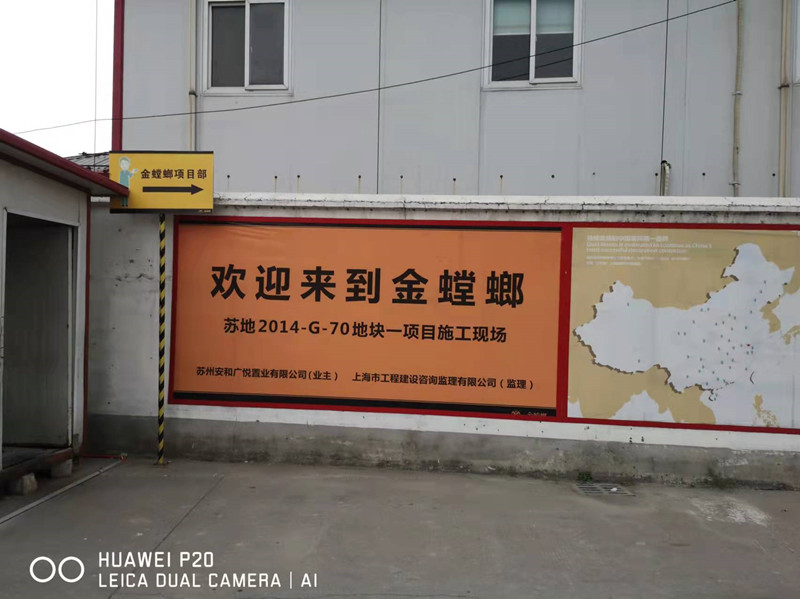 金螳螂项目部
欢迎来到金螳螂
苏地2014-G-70地块一项目施工现场
苏州安和广悦置业有限公司(业主) 上海市工程建设咨询监理有限公司(监理)
HUAWEI P20
LEICA DUAL CAMERA | AI